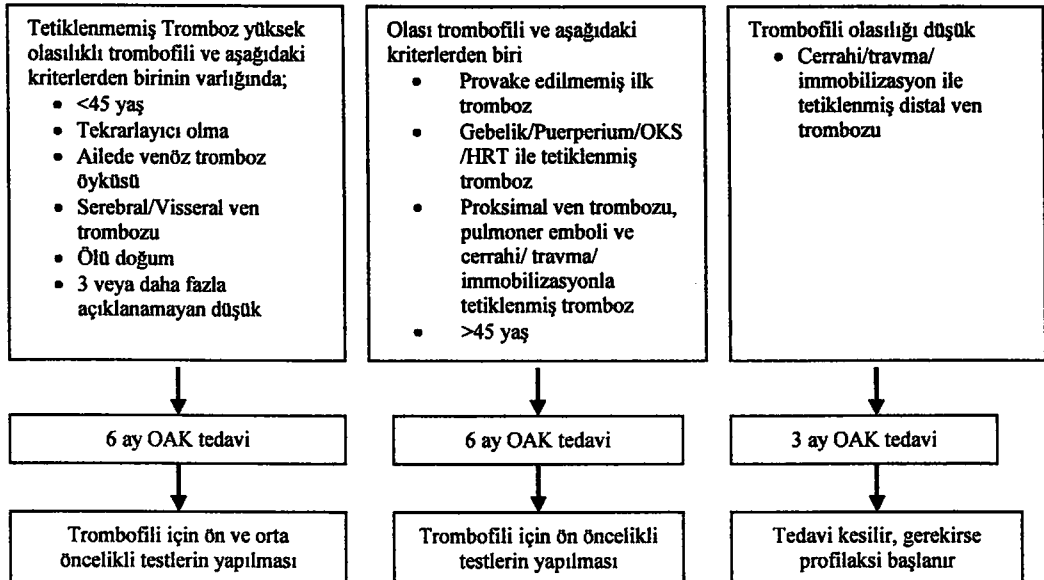 Tetiklenmemiş Tromboz yüksek
olasılıklı trombofili ve aşağıdaki
kriterlerden birinin varlığında;
• <45 yaş
• Tekrarlayıcı olma
• Ailede venöz tromboz
öyküsü
• Serebral/Visseral ven
trombozu
• Ölü doğum
• 3 veya daha fazla
açıklanamayan düşük
6 ay OAK tedavi
Trombofili için ön ve orta
öncelikli testlerin yapılması
Olası trombofili ve aşağıdaki
kriterlerden biri
• Provake edilmemiş ilk
tromboz
• Gebelik/Puerperium/OKS
/HRT ile tetiklenmiş
tromboz
• Proksimal ven trombozu,
pulmoner emboli ve
cerrahi/ travma/
immobilizasyonla
tetiklenmiş tromboz
• >45 yaş
6 ay OAK tedavi
Trombofili için ön öncelikli
testlerin yapılması
Trombofili olasılığı düşük
• Cerrahi/travma/
immobilizasyon ile
tetiklenmiş distal ven
trombozu
3 ay OAK tedavi
Tedavi kesilir, gerekirse
profilaksi başlanır